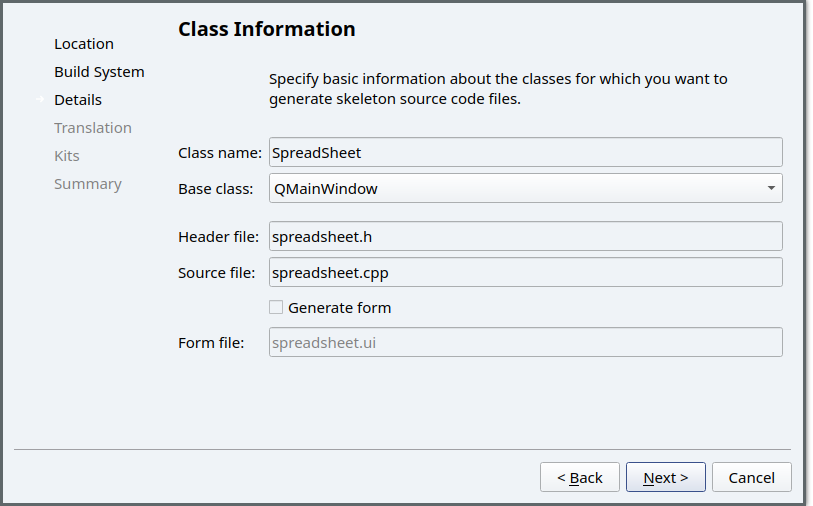 Class Information
Location
Build System
Details
Translation
Kits
Summary
Specify basic information about the classes for which you want to
generate skeleton source code files.
Class name: SpreadSheet
Base class: QMainWindow
Header file: spreadsheet.h
Source file: spreadsheet.cpp
Generate form
Form file: spreadsheet.ui
< Back Next > Cancel